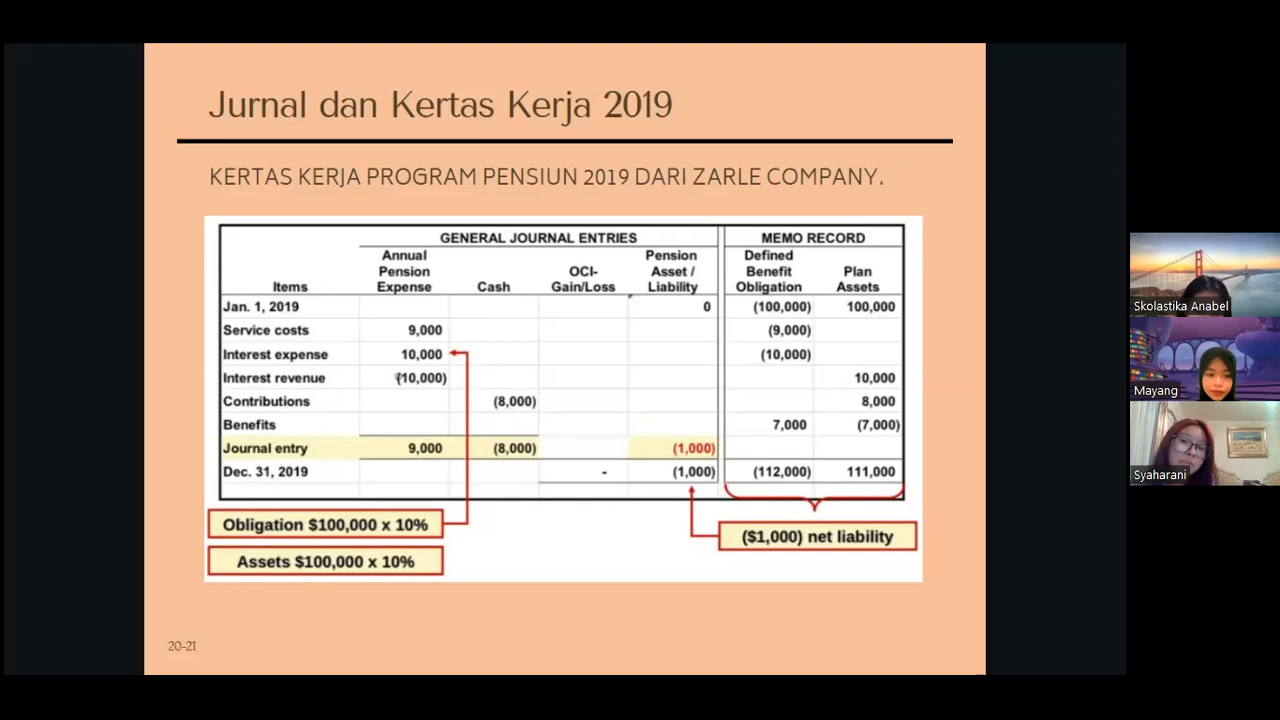 Jurnal dan Kertas Kerja 2019
KERTAS KERJA PROGRAM PENSIUN 2019 DARI ZARLE COMPANY.
GENERAL JOURNAL ENTRIES MEMO RECORD
Items Annual Pension Expense Cash OCI-Gain/Loss Pension Asset / Liability Defined Benefit Obligation Plan Assets
Jan. 1, 2019 0 (100,000) 100,000
Service costs 9,000 (9,000)
Interest expense 10,000 (10,000)
Interest revenue (10,000) 10,000
Contributions (8,000) 8,000
Benefits 7,000 (7,000)
Journal entry 9,000 (8,000) (1,000)
Dec. 31, 2019 - (1,000) (112,000) 111,000
Obligation $100,000 x 10%
Assets $100,000 x 10%
($1,000) net liability
20-21
Skolastika Anabel
Mayang
Syaharani